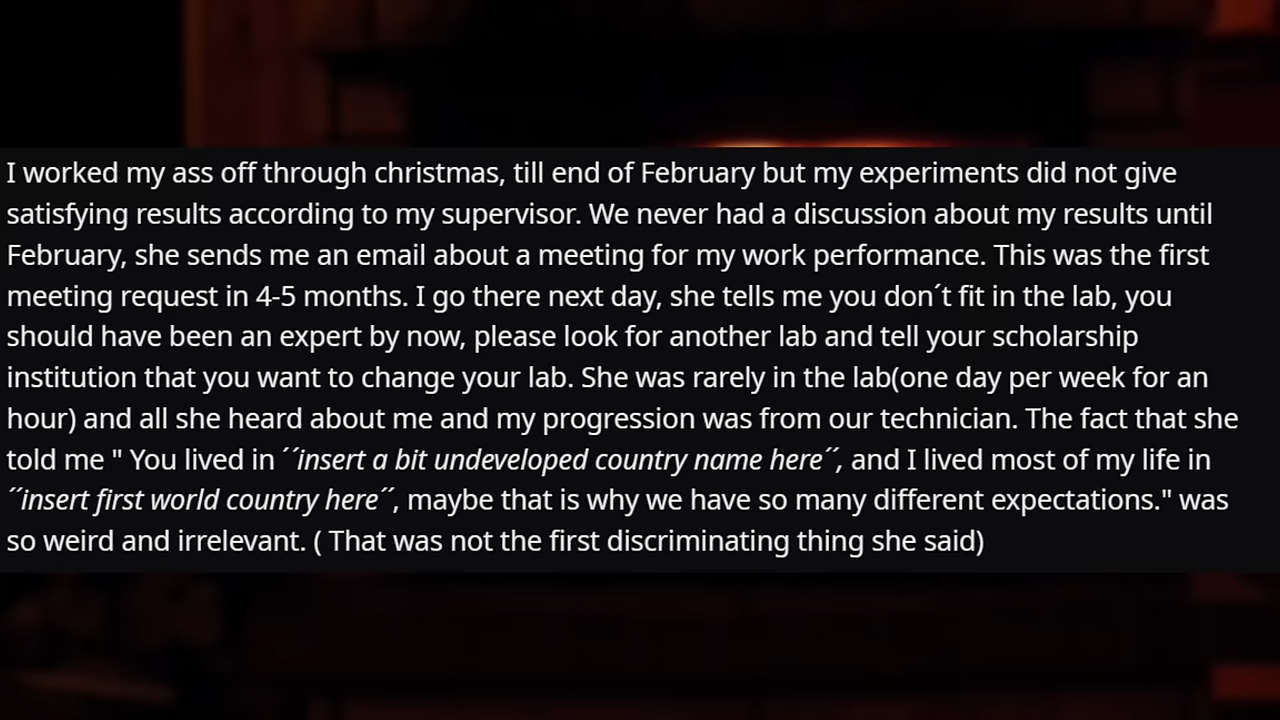 I worked my ass off through christmas, till end of February but my experiments did not give
satisfying results according to my supervisor. We never had a discussion about my results until
February, she sends me an email about a meeting for my work performance. This was the first
meeting request in 4-5 months. I go there next day, she tells me you don´t fit in the lab, you
should have been an expert by now, please look for another lab and tell your scholarship
institution that you want to change your lab. She was rarely in the lab(one day per week for an
hour) and all she heard about me and my progression was from our technician. The fact that she
told me " You lived in ´´insert a bit undeveloped country name here´´, and I lived most of my life in
´´insert first world country here´´, maybe that is why we have so many different expectations." was
so weird and irrelevant. ( That was not the first discriminating thing she said)